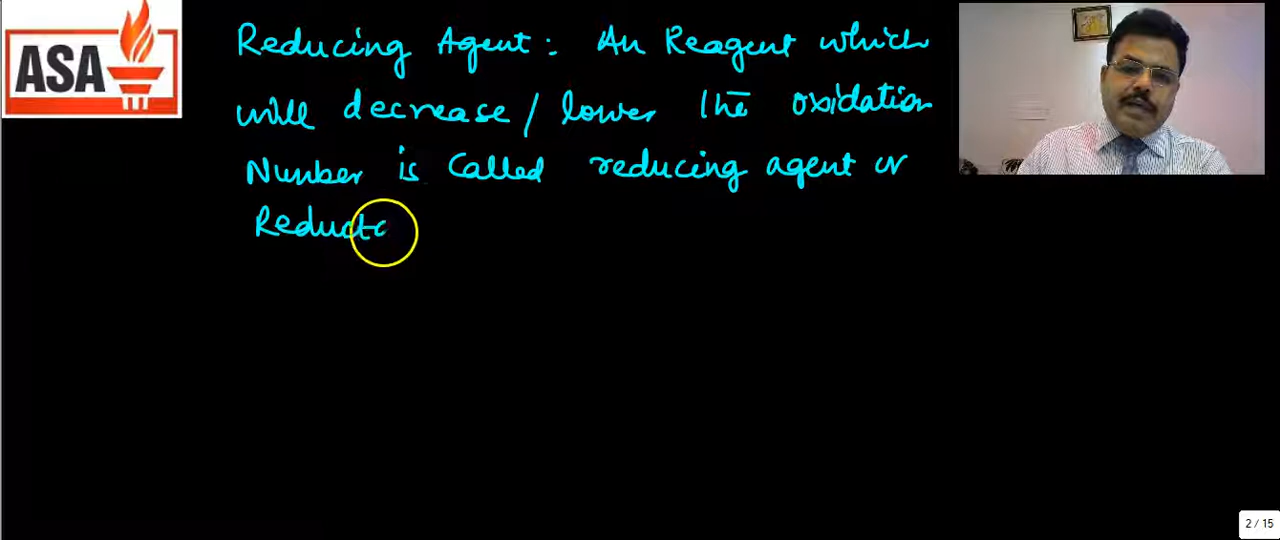 ASA
Reducing Agent: An Reagent which
will decrease / lower the oxidation
Number is called reducing agent or
Reducta
2 / 15